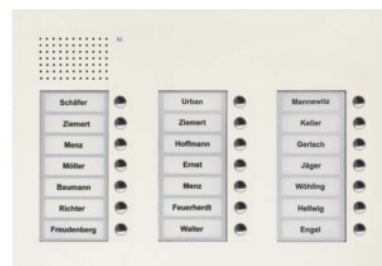 Schäfer
Ziemert
Menz
Möller
Baumann
Richter
Freudenberg
Urban
Ziemert
Hoffmann
Ernst
Menz
Feuerherdt
Walter
Mannewitz
Keller
Gerlach
Jäger
Wöhling
Hellwig
Engel